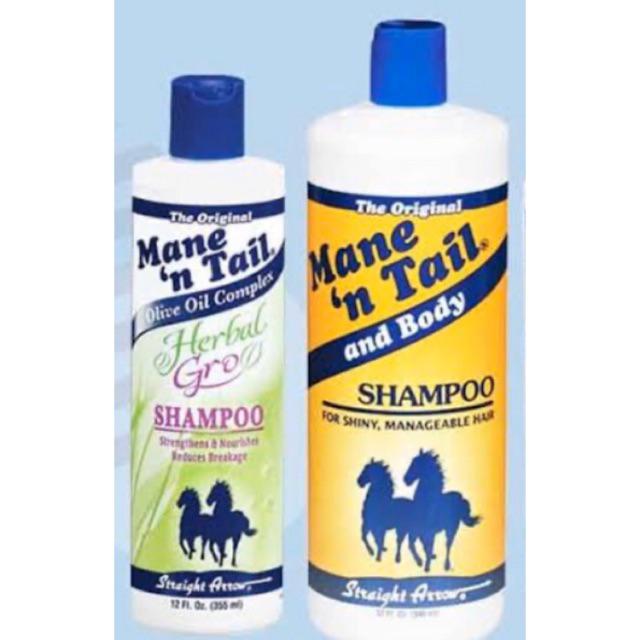 The Original
Mane
'n Tail
Olive Oil Complex
Herbal
Gro
SHAMPOO
Strengthens & Nourishes
Reduces Breakage
Straight Arrow
12 Fl. Oz. (355 ml)
The Original
Mane
'n Tail®
and Body
SHAMPOO
FOR SHINY, MANAGEABLE HAIR
Straight Arrow